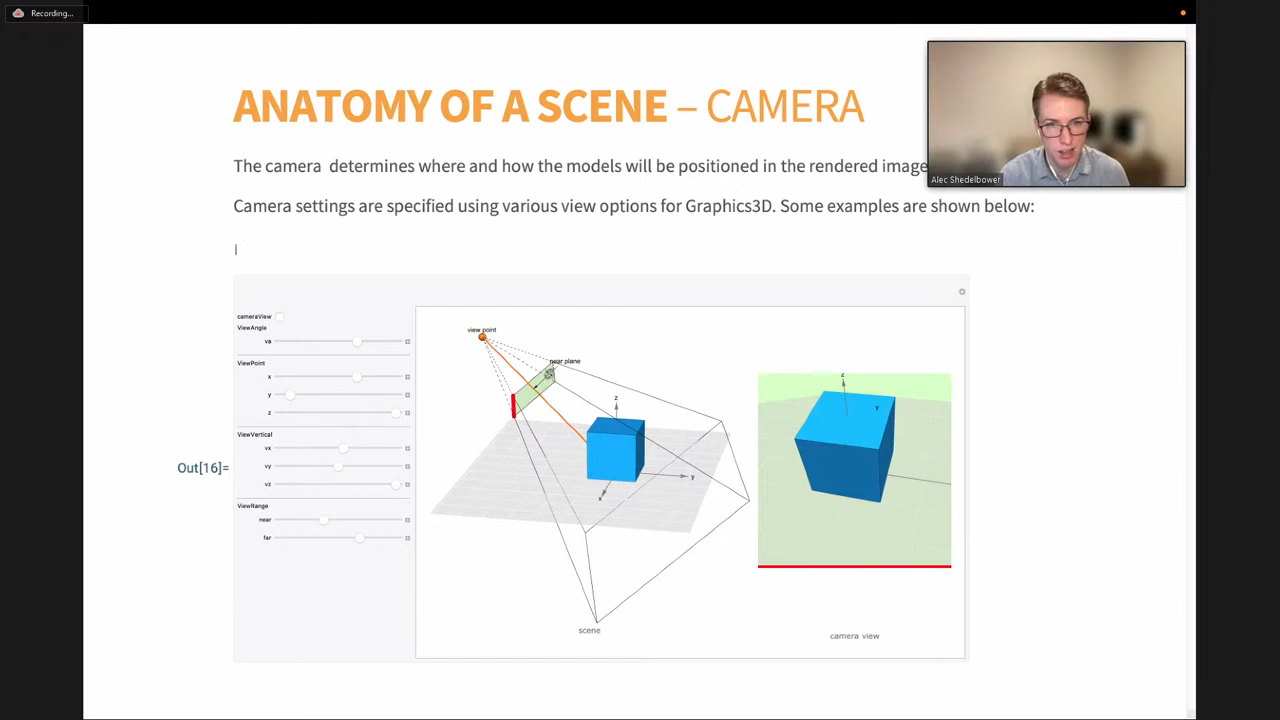 Recording...
ANATOMY OF A SCENE – CAMERA
The camera determines where and how the models will be positioned in the rendered image
Camera settings are specified using various view options for Graphics3D. Some examples are shown below:
Alec Shedelbower
Out[16]=
cameraView
ViewAngle
va
ViewPoint
x
y
z
ViewVertical
vx
vy
vz
ViewRange
near
far
view point
near plane
z
y
x
scene
z
y
camera view